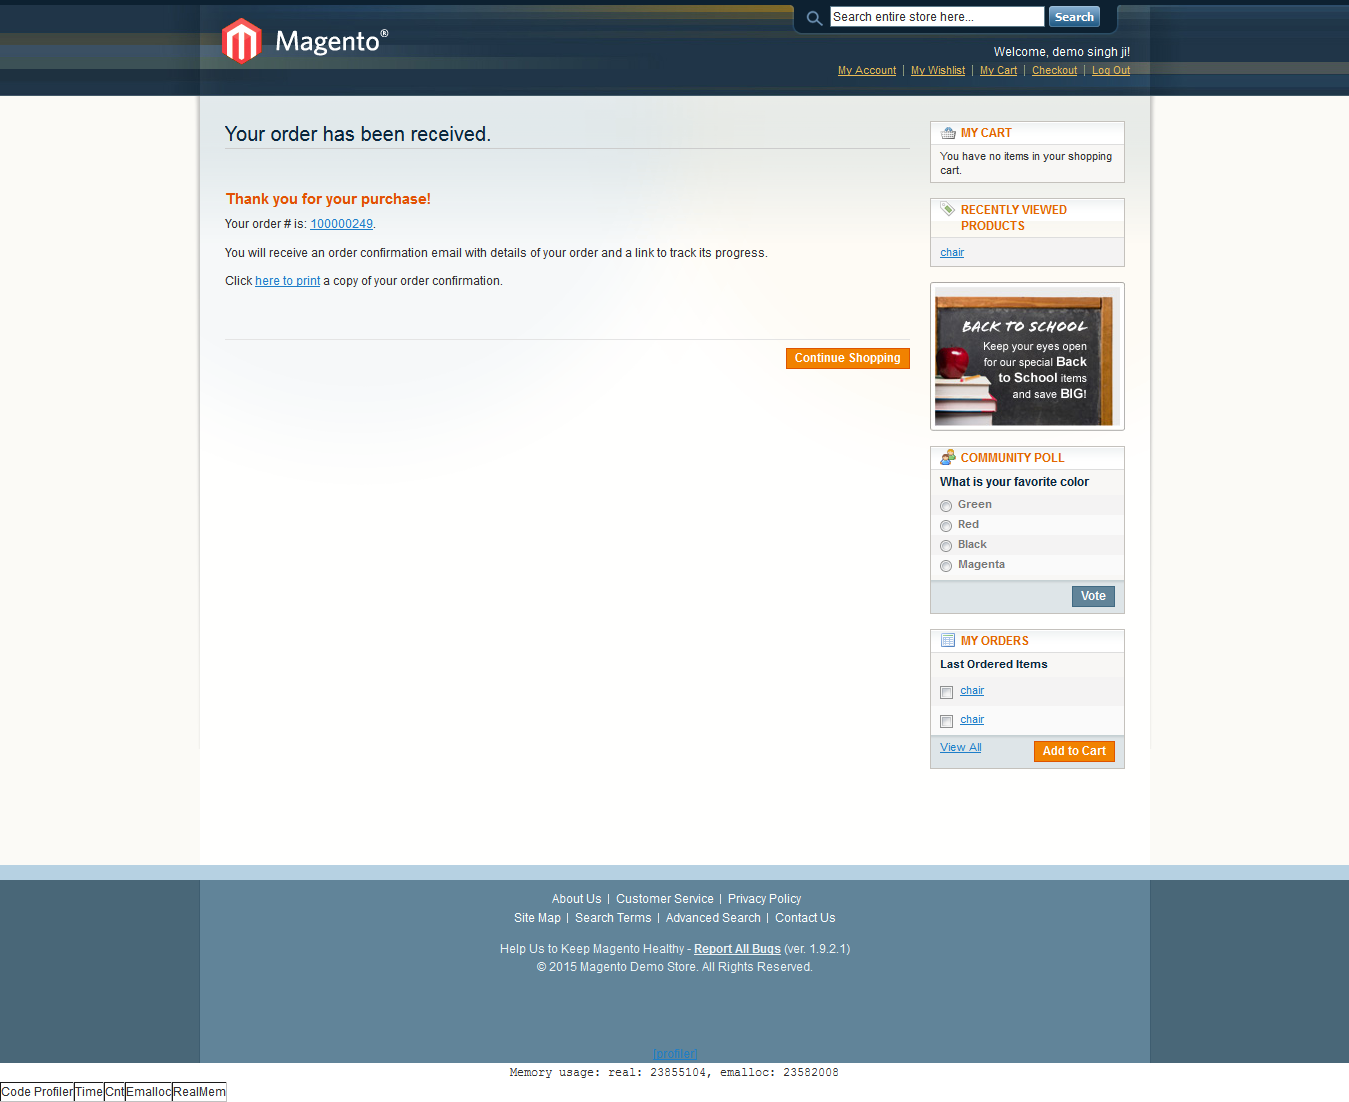 Search entire store here...
Search
Magento®
Welcome, demo singh ji!
My Account | My Wishlist | My Cart | Checkout | Log Out
Your order has been received.
Thank you for your purchase!
Your order # is: 100000249.
You will receive an order confirmation email with details of your order and a link to track its progress.
Click here to print a copy of your order confirmation.
Continue Shopping
MY CART
You have no items in your shopping
cart.
RECENTLY VIEWED
PRODUCTS
chair
BACK TO SCHOOL
Keep your eyes open
for our special Back
to School items
and save BIG!
COMMUNITY POLL
What is your favorite color
Green
Red
Black
Magenta
Vote
MY ORDERS
Last Ordered Items
chair
chair
View All
Add to Cart
About Us | Customer Service | Privacy Policy
Site Map | Search Terms | Advanced Search | Contact Us
Help Us to Keep Magento Healthy - Report All Bugs (ver. 1.9.2.1)
© 2015 Magento Demo Store. All Rights Reserved.
[profiler]
Memory usage: real: 23855104, emalloc: 23582008
Code Profiler Time Cnt Emalloc RealMem